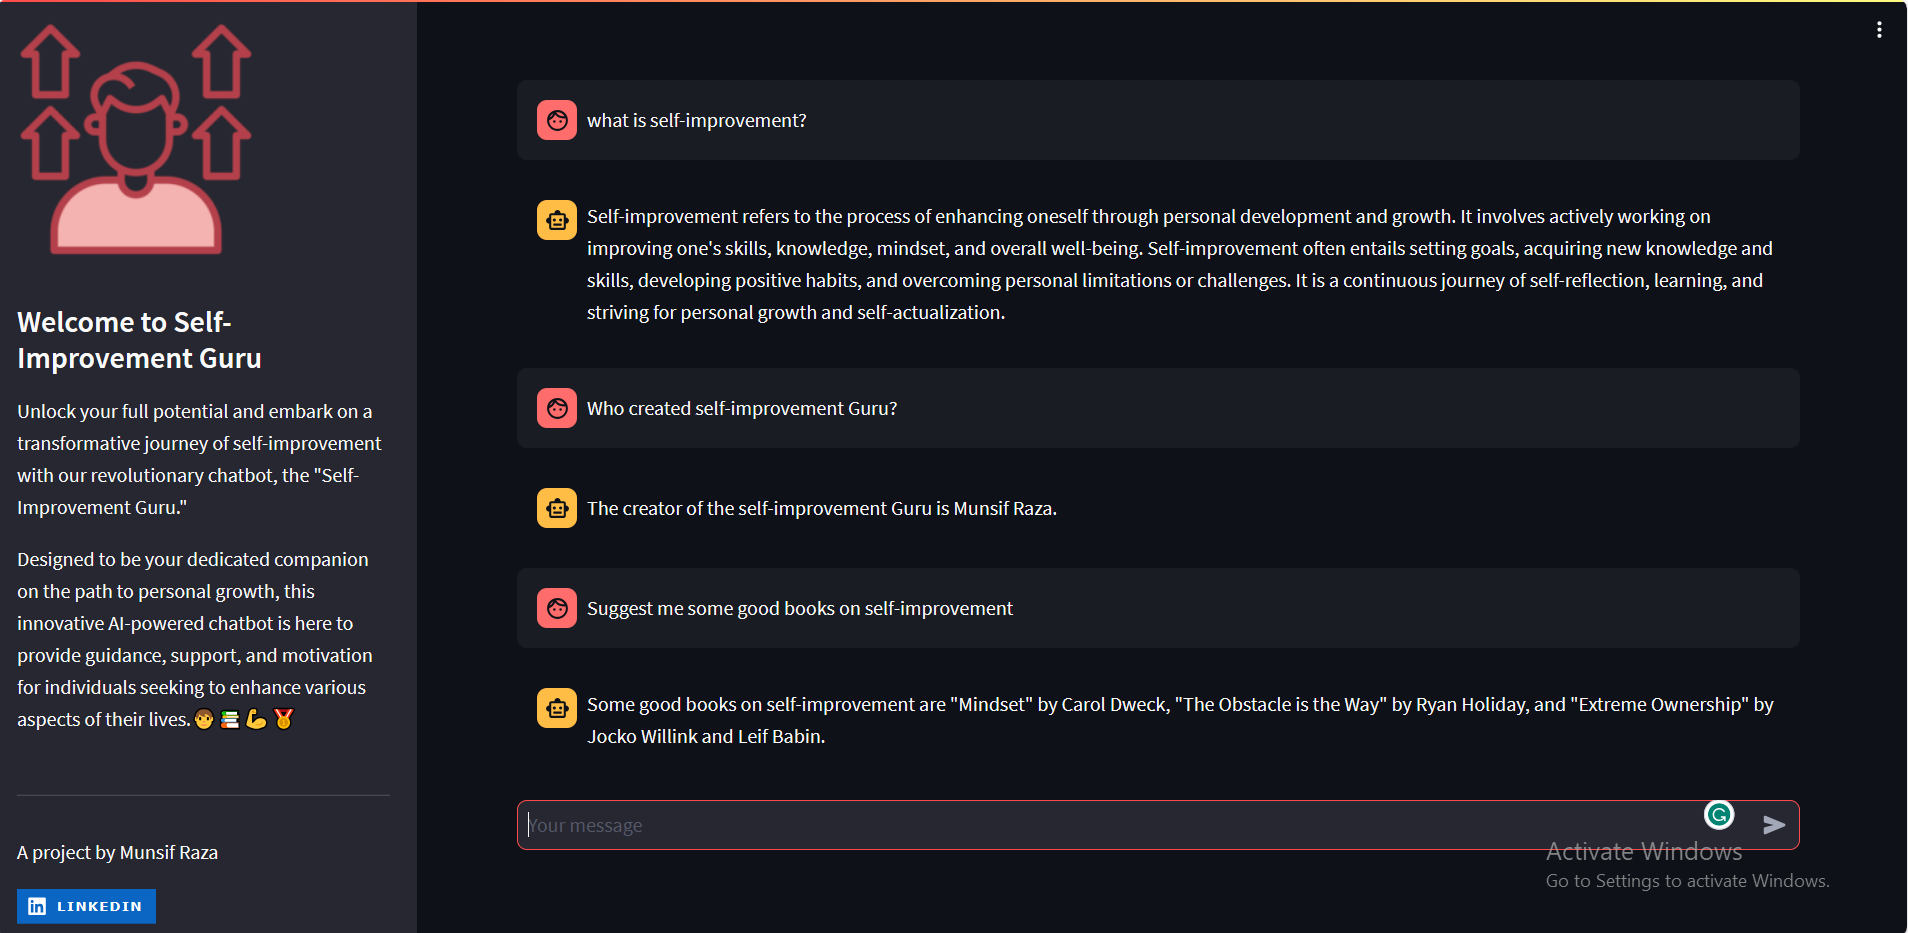 Welcome to Self-
Improvement Guru
Unlock your full potential and embark on a
transformative journey of self-improvement
with our revolutionary chatbot, the "Self-
Improvement Guru."
Designed to be your dedicated companion
on the path to personal growth, this
innovative AI-powered chatbot is here to
provide guidance, support, and motivation
for individuals seeking to enhance various
aspects of their lives.
A project by Munsif Raza
in LINKEDIN
what is self-improvement?
Self-improvement refers to the process of enhancing oneself through personal development and growth. It involves actively working on
improving one's skills, knowledge, mindset, and overall well-being. Self-improvement often entails setting goals, acquiring new knowledge and
skills, developing positive habits, and overcoming personal limitations or challenges. It is a continuous journey of self-reflection, learning, and
striving for personal growth and self-actualization.
Who created self-improvement Guru?
The creator of the self-improvement Guru is Munsif Raza.
Suggest me some good books on self-improvement
Some good books on self-improvement are "Mindset" by Carol Dweck, "The Obstacle is the Way" by Ryan Holiday, and "Extreme Ownership" by
Jocko Willink and Leif Babin.
Your message
G
Activate Windows
Go to Settings to activate Windows.